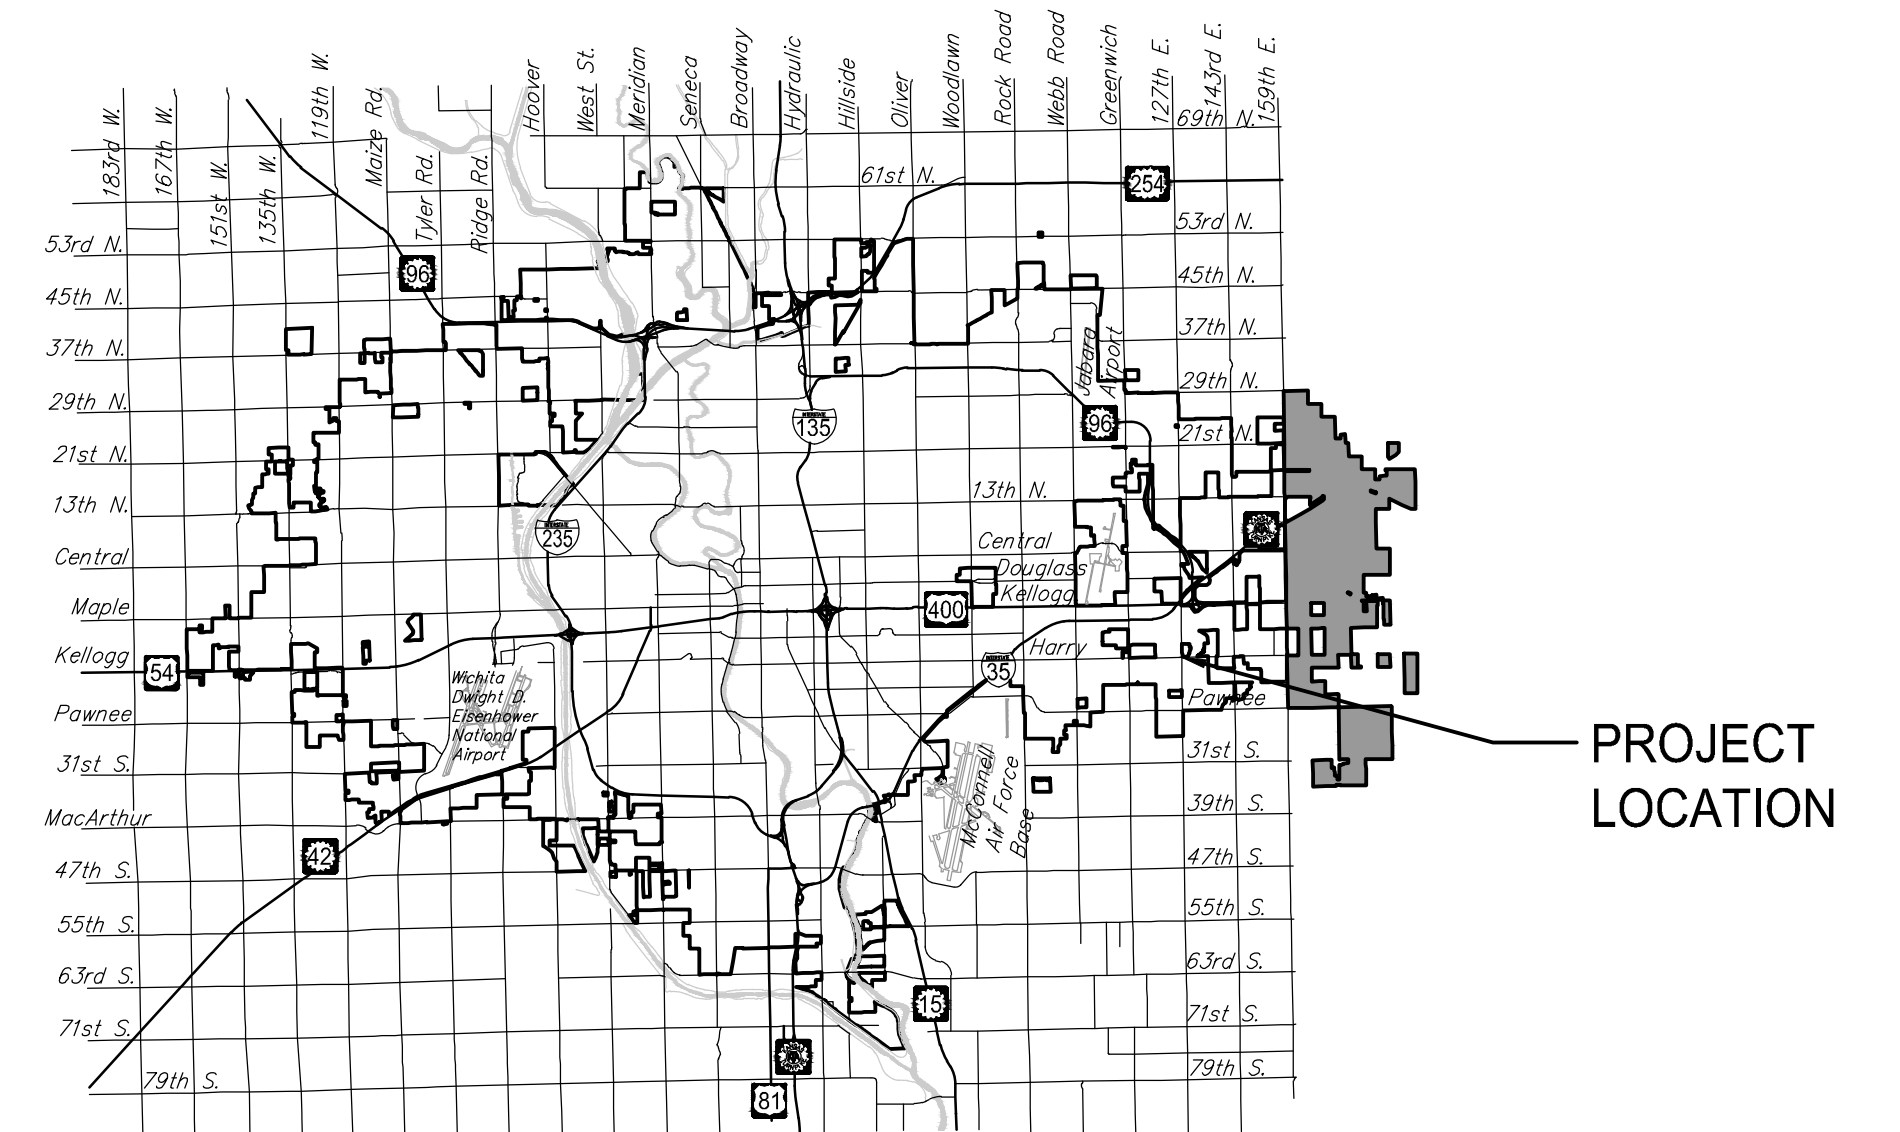 183rd W.
167th W.
151st W.
135th W.
119th W.
Maize Rd.
Tyler Rd.
Ridge Rd.
Hoover
West St.
Meridian
Seneca
Broadway
Hydraulic
Hillside
Oliver
Woodlawn
Rock Road
Webb Road
Greenwich
127th E.
143rd E.
159th E.
69th N.
61st N.
254
53rd N.
53rd N.
96
45th N.
45th N.
37th N.
37th N.
Jabara
Airport
29th N.
29th N.
INTERSTATE
135
96
21st N.
21st N.
13th N.
13th N.
INTERSTATE
235
Central
Central
Douglass
Kellogg
400
Maple
Kellogg
54
Harry
INTERSTATE
35
Wichita
Dwight D.
Eisenhower
National
Airport
Pawnee
Pawnee
PROJECT
LOCATION
31st S.
31st S.
McConnell
Air Force
Base
MacArthur
39th S.
42
47th S.
47th S.
55th S.
55th S.
63rd S.
63rd S.
15
71st S.
71st S.
79th S.
79th S.
81